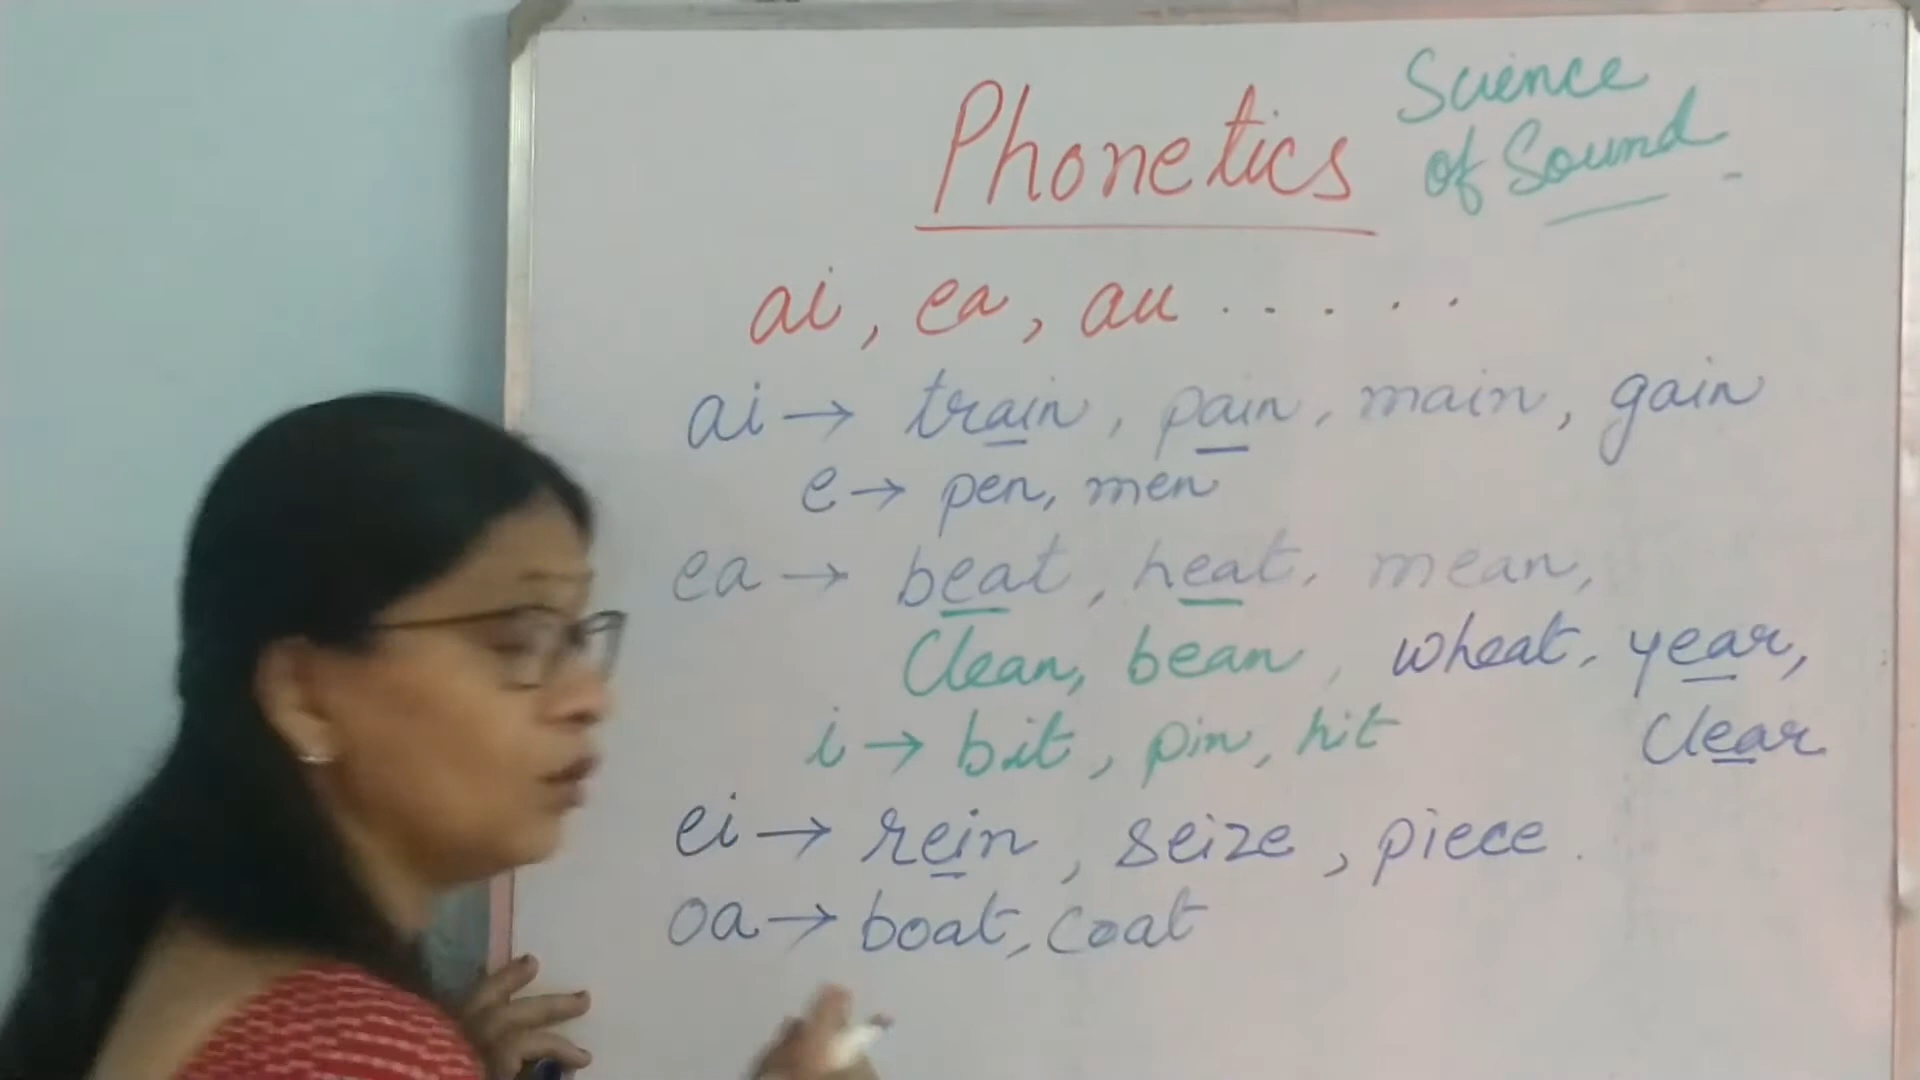 Phonetics Science
of Sound
ai, ea, au . . . . . .
ai → train, pain, main, gain
e → pen, men
ea → beat, heat, mean,
Clean, bean, wheat, year,
i → bit, pin, hit clear
ei → rein, seize, piece.
oa → boat, coat